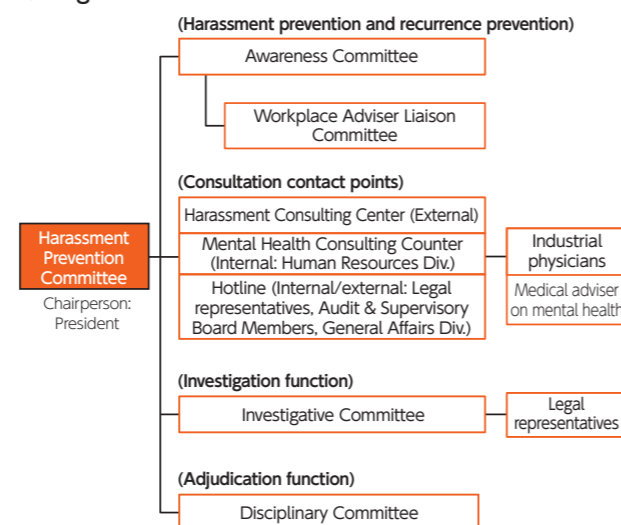 (Harassment prevention and recurrence prevention)
Awareness Committee
Workplace Adviser Liaison
Committee
(Consultation contact points)
Harassment Consulting Center (External)
Mental Health Consulting Counter
(Internal: Human Resources Div.)
Hotline (Internal/external: Legal
representatives, Audit & Supervisory
Board Members, General Affairs Div.)
Industrial
physicians
Medical adviser
on mental health
Harassment
Prevention
Committee
Chairperson:
President
(Investigation function)
Investigative Committee
Legal
representatives
(Adjudication function)
Disciplinary Committee